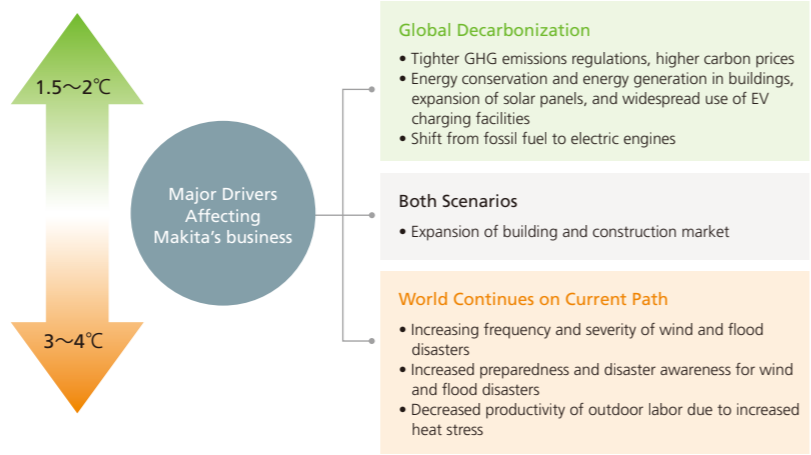 1.5～2℃
3～4℃
Major Drivers
Affecting
Makita's business
Global Decarbonization
• Tighter GHG emissions regulations, higher carbon prices
• Energy conservation and energy generation in buildings,
expansion of solar panels, and widespread use of EV
charging facilities
• Shift from fossil fuel to electric engines
Both Scenarios
• Expansion of building and construction market
World Continues on Current Path
• Increasing frequency and severity of wind and flood
disasters
• Increased preparedness and disaster awareness for wind
and flood disasters
• Decreased productivity of outdoor labor due to increased
heat stress